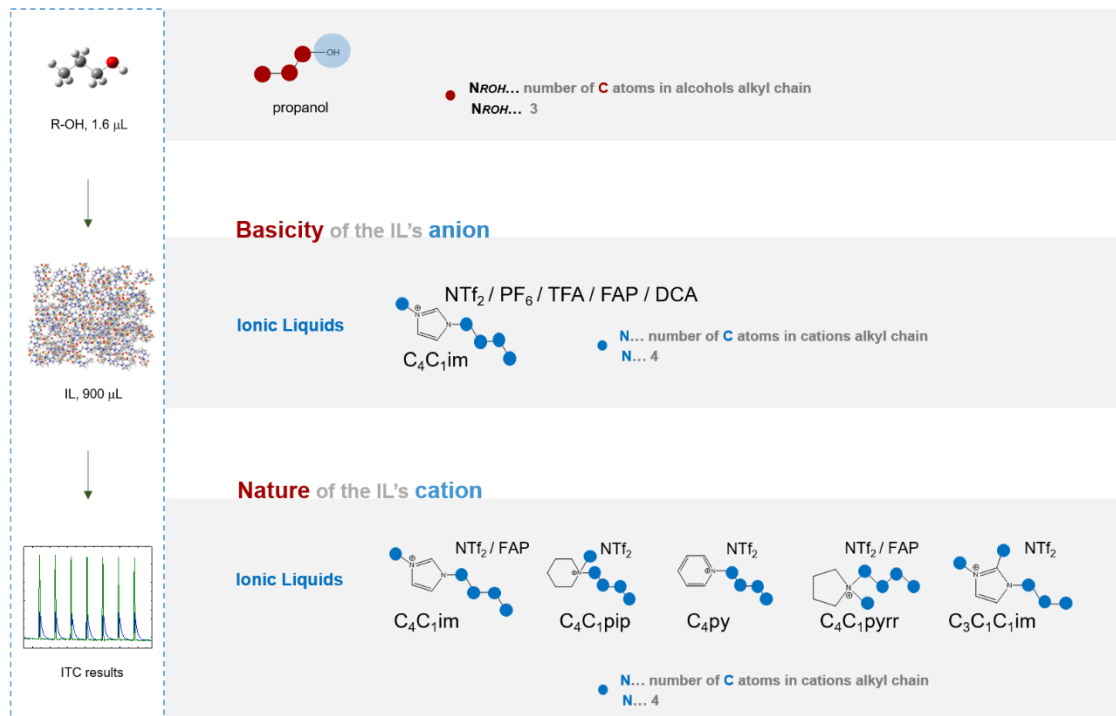 R-OH, 1.6 µL
IL, 900 µL
ITC results
OH
propanol
NROH... number of C atoms in alcohols alkyl chain
NROH... 3
Basicity of the IL's anion
Ionic Liquids
NTf2 / PF6 / TFA / FAP / DCA
N
⊕
N
C4C1im
N... number of C atoms in cations alkyl chain
N... 4
Nature of the IL's cation
Ionic Liquids
NTf2 / FAP
NTf2
NTf2
NTf2 / FAP
NTf2
⊕
N
N
N
⊕
⊕
N
N
⊕
⊕
N
N
C4C1im
C4C1pip
C4py
C4C1pyrr
C3C1C1im
N... number of C atoms in cations alkyl chain
N... 4